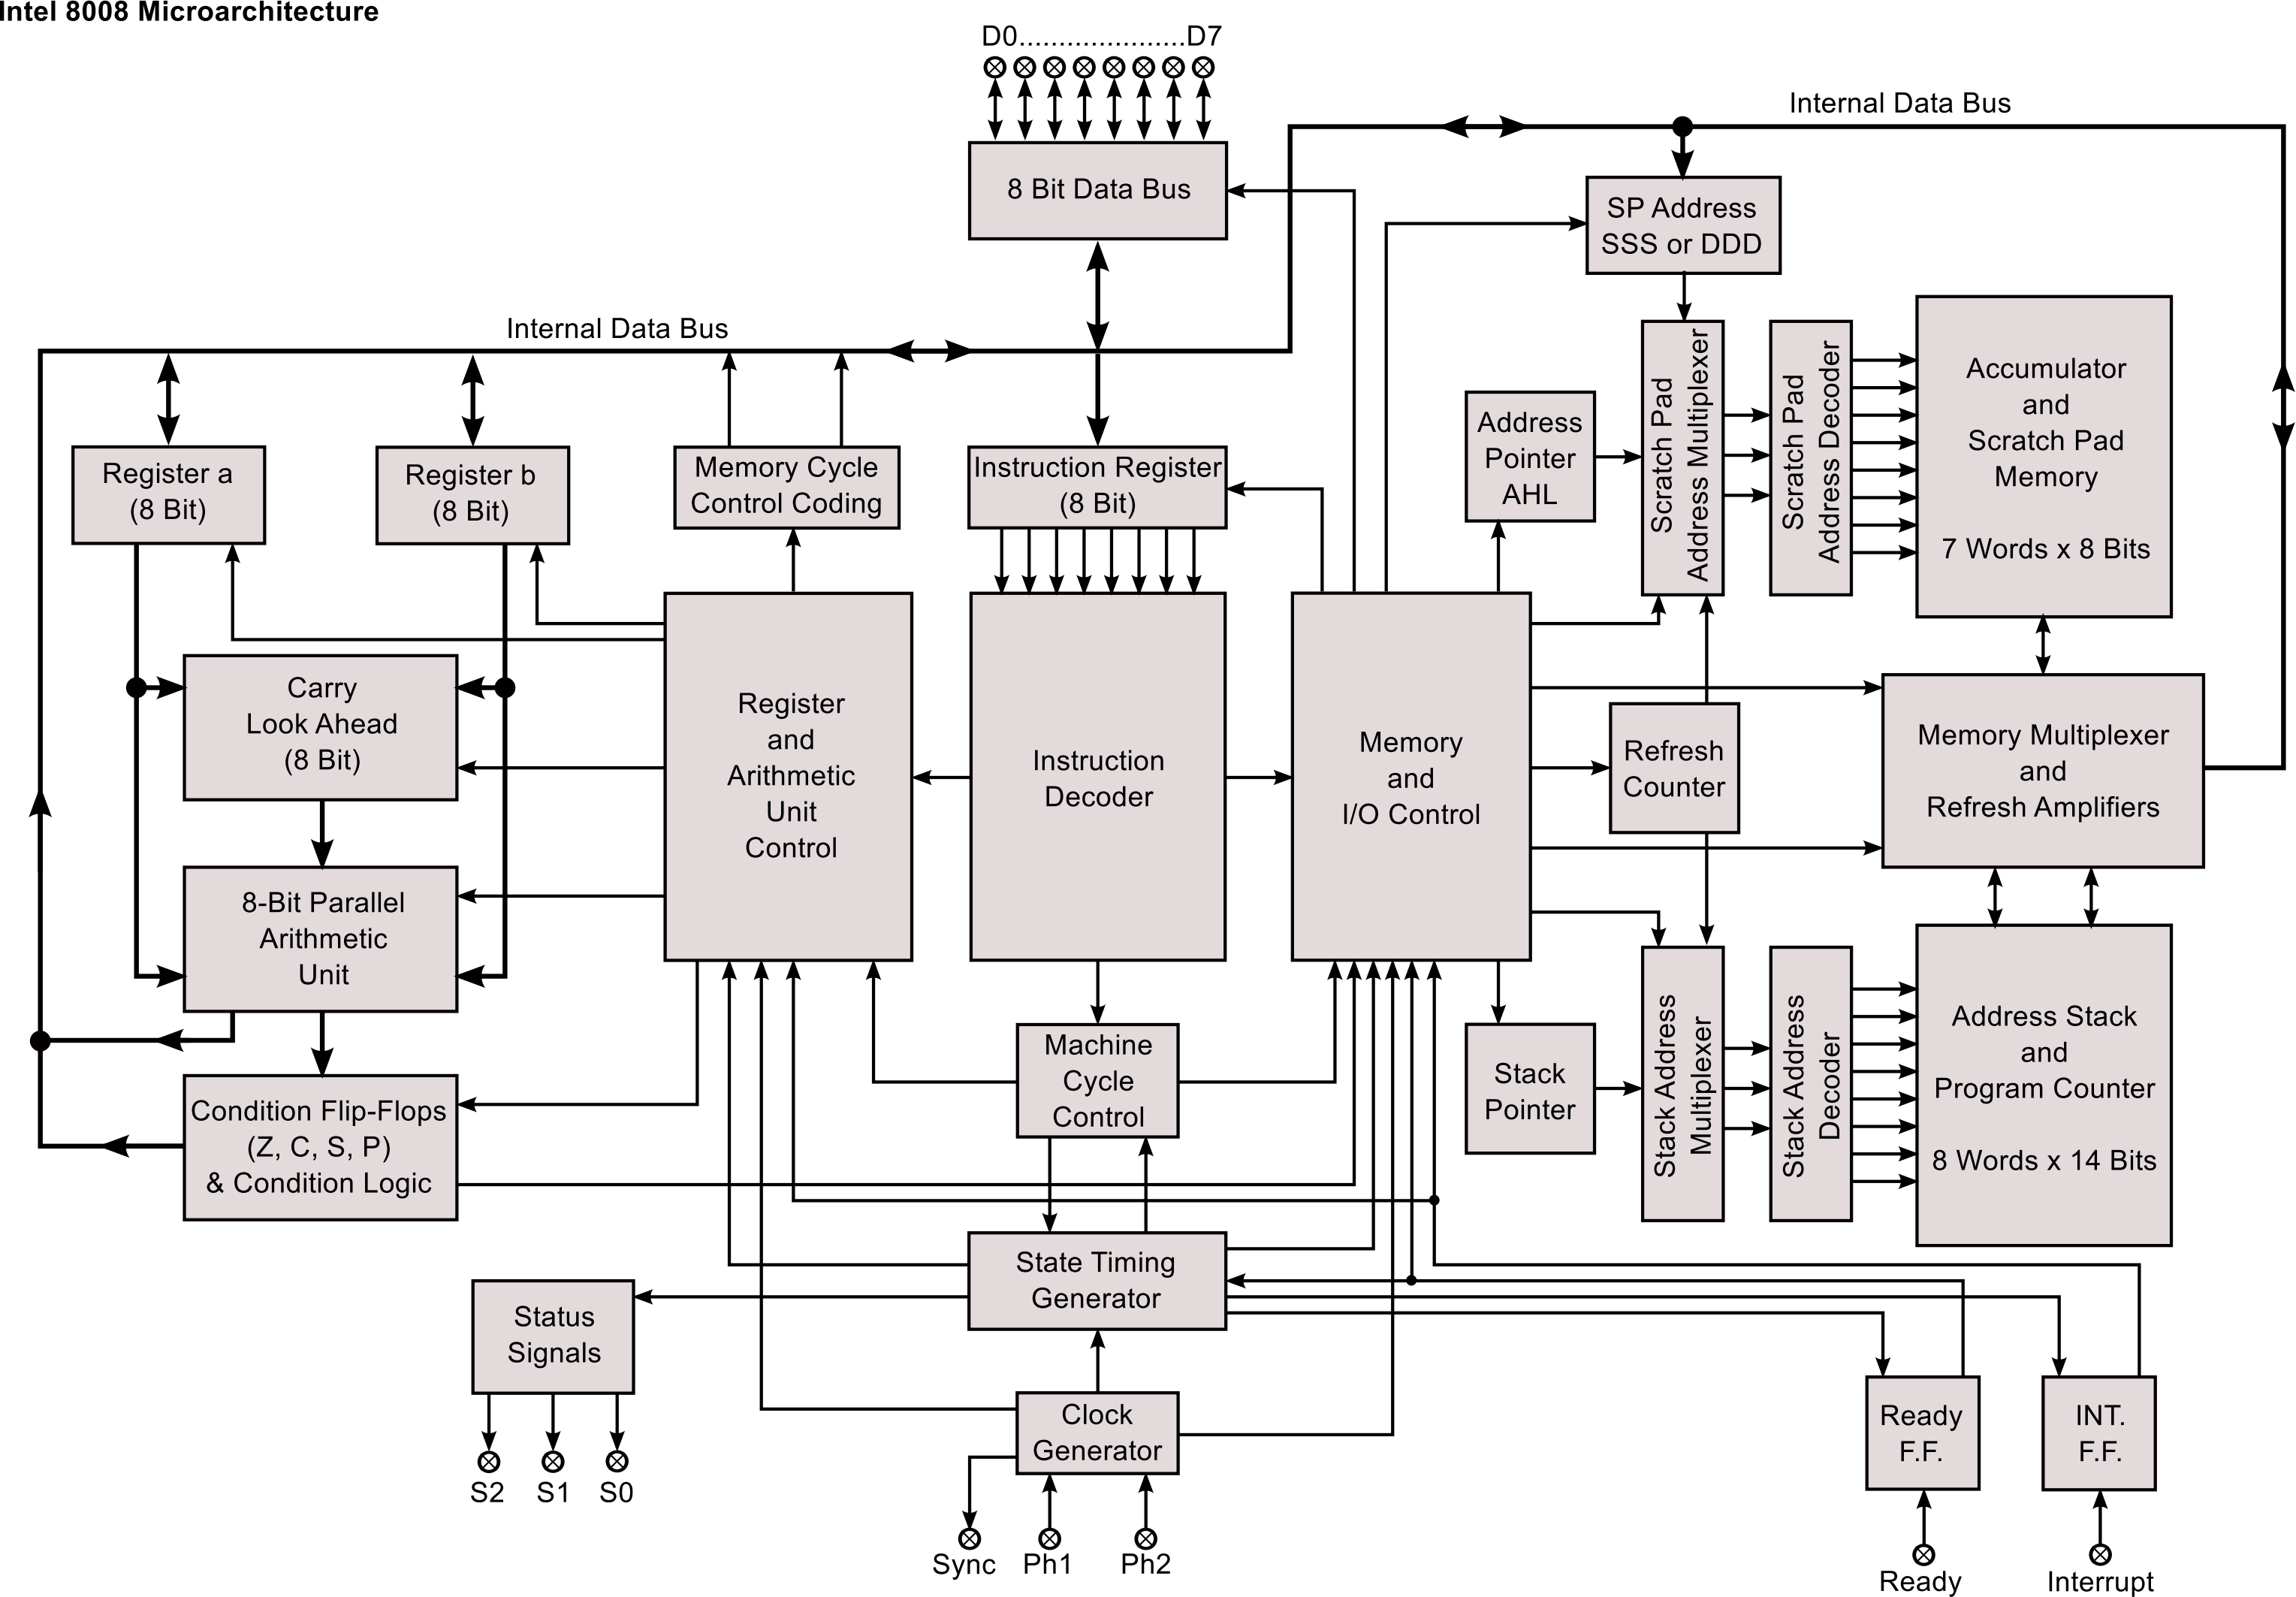 Intel 8008 Microarchitecture
D0.....................D7
Internal Data Bus
8 Bit Data Bus
SP Address
SSS or DDD
Internal Data Bus
Register a
(8 Bit)
Register b
(8 Bit)
Memory Cycle
Control Coding
Instruction Register
(8 Bit)
Address
Pointer
AHL
Scratch Pad
Address Multiplexer
Scratch Pad
Address Decoder
Accumulator
and
Scratch Pad
Memory
7 Words x 8 Bits
Carry
Look Ahead
(8 Bit)
Register
and
Arithmetic
Unit
Control
Instruction
Decoder
Memory
and
I/O Control
Refresh
Counter
Memory Multiplexer
and
Refresh Amplifiers
8-Bit Parallel
Arithmetic
Unit
Condition Flip-Flops
(Z, C, S, P)
& Condition Logic
Machine
Cycle
Control
Stack
Pointer
Stack Address
Multiplexer
Stack Address
Decoder
Address Stack
and
Program Counter
8 Words x 14 Bits
State Timing
Generator
Status
Signals
S2
S1
S0
Clock
Generator
Sync
Ph1
Ph2
Ready
F.F.
INT.
F.F.
Ready
Interrupt